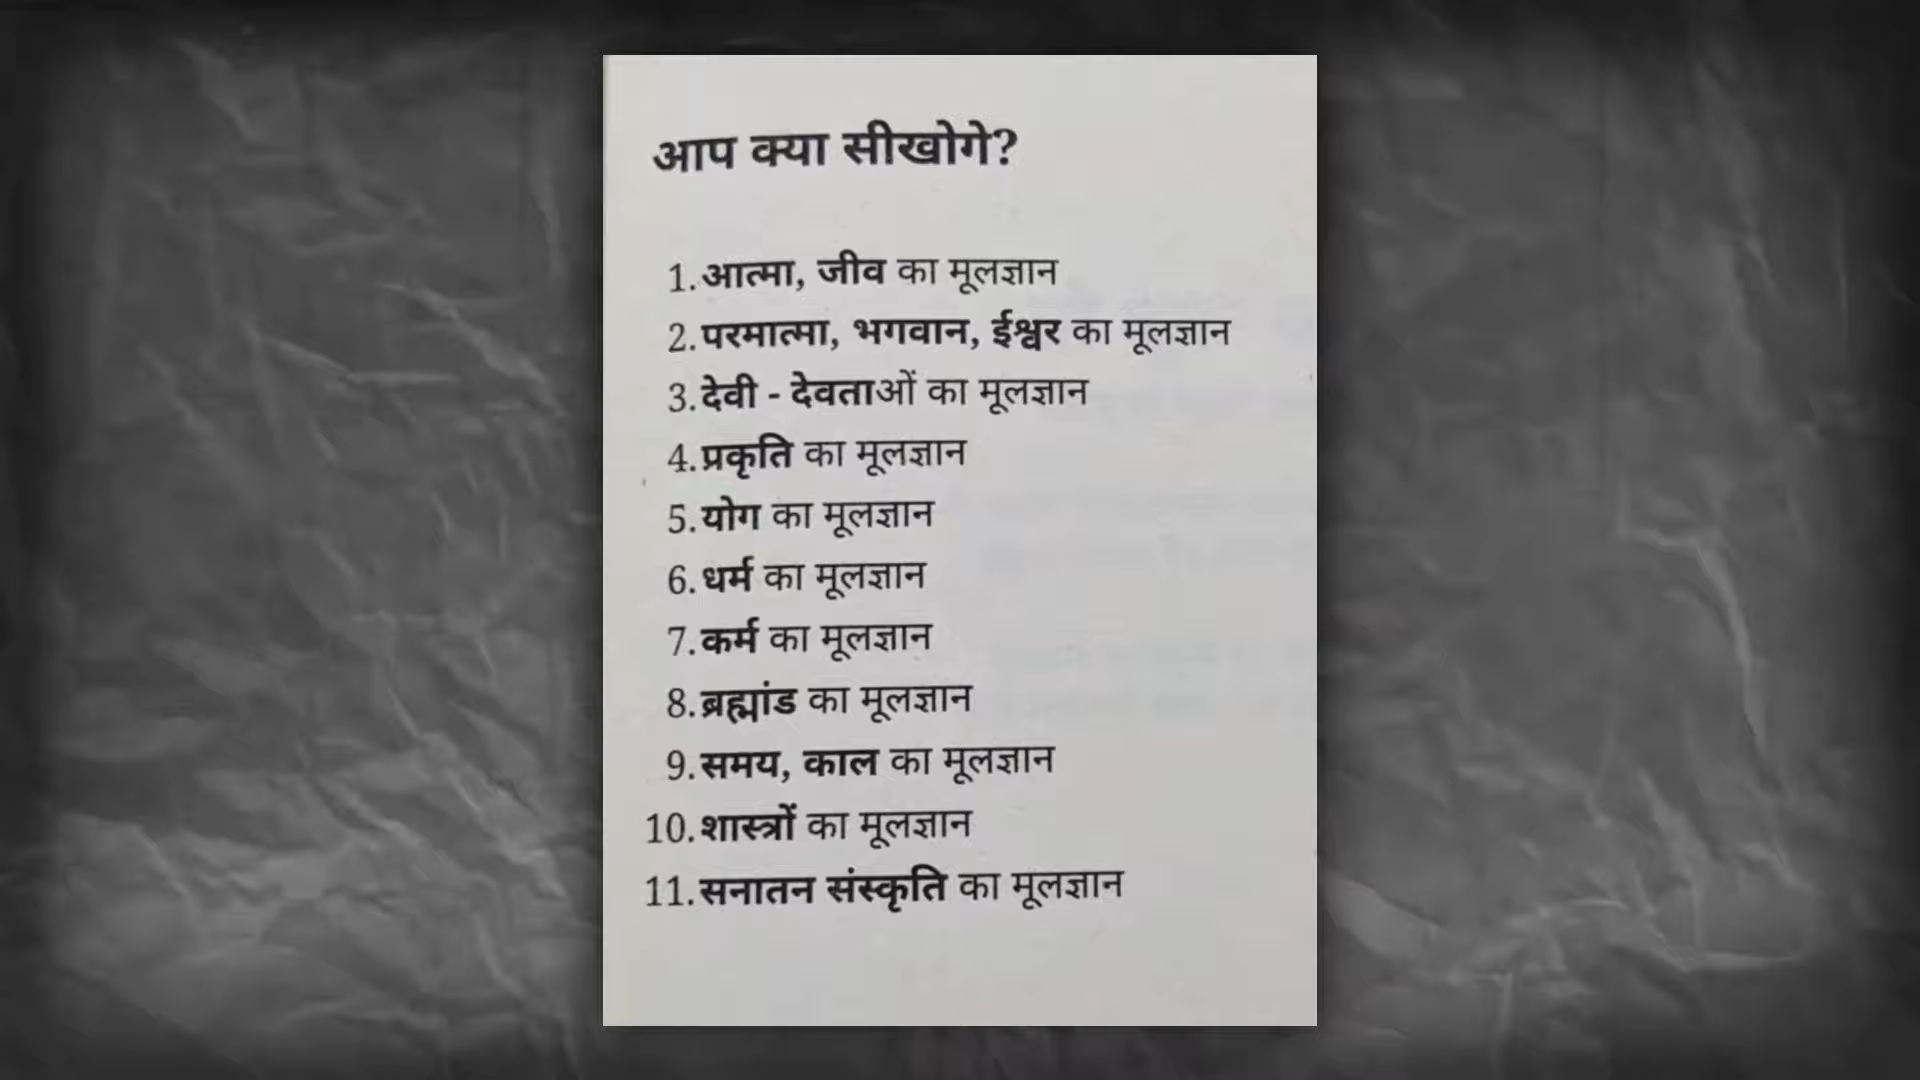 आप क्या सीखोगे?
1. आत्मा, जीव का मूलज्ञान
2. परमात्मा, भगवान, ईश्वर का मूलज्ञान
3. देवी - देवताओं का मूलज्ञान
4. प्रकृति का मूलज्ञान
5. योग का मूलज्ञान
6. धर्म का मूलज्ञान
7. कर्म का मूलज्ञान
8. ब्रह्मांड का मूलज्ञान
9. समय, काल का मूलज्ञान
10. शास्त्रों का मूलज्ञान
11. सनातन संस्कृति का मूलज्ञान